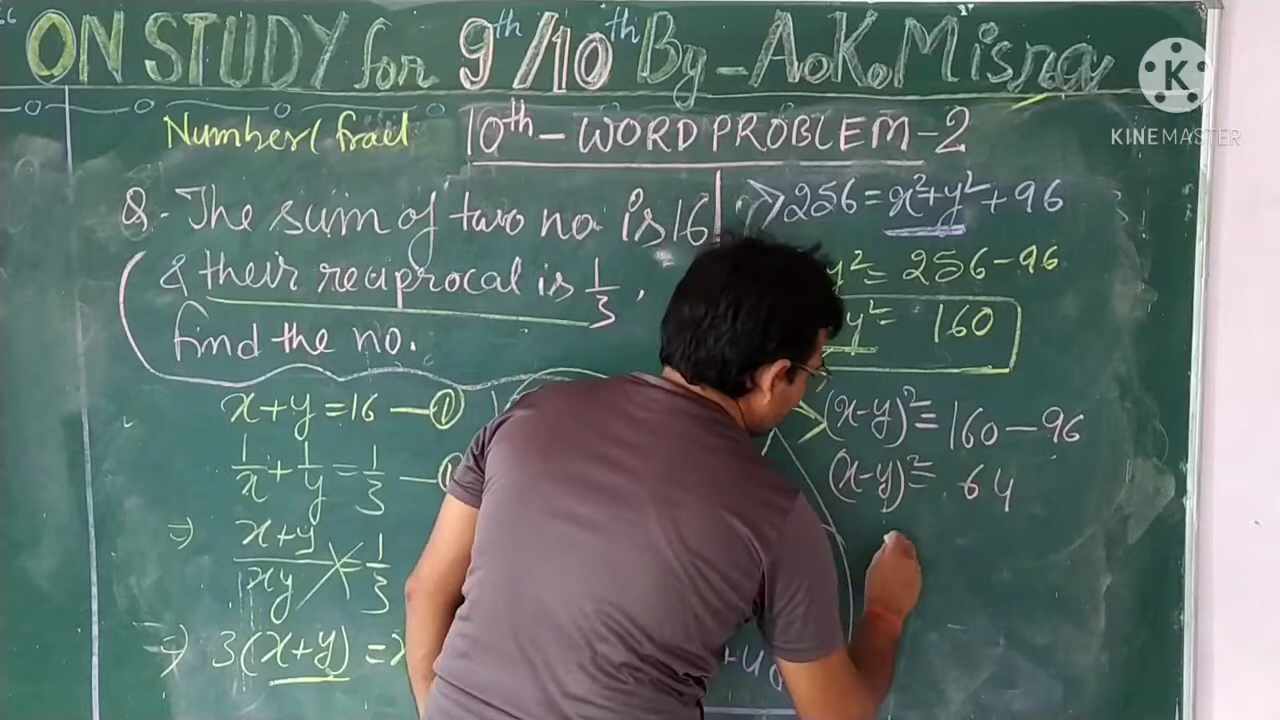 ON STUDY for 9th/10th By - A.K. Misra
K
KINEMASTER
Number/fract 10th - WORD PROBLEM - 2
Q. The sum of two no. is 16
& their reciprocal is 1/3 ,
find the no.
x+y = 16 — ①
1/x + 1/y = 1/3 —
⇒ x+y/xy = 1/3
⇒ 3(x+y) =
256 = x²+y² + 96
y² = 256 - 96
y² = 160
(x-y)² = 160 - 96
(x-y)² = 64